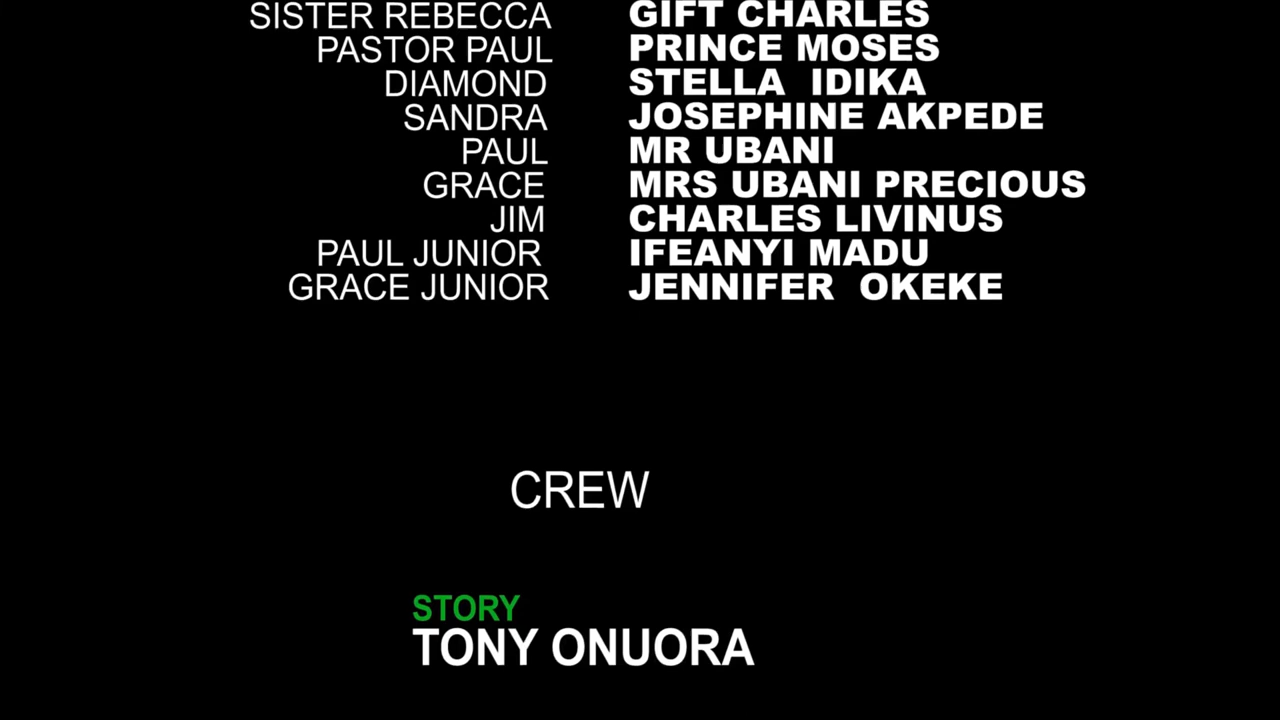 SISTER REBECCA GIFT CHARLES
PASTOR PAUL PRINCE MOSES
DIAMOND STELLA IDIKA
SANDRA JOSEPHINE AKPEDE
PAUL MR UBANI
GRACE MRS UBANI PRECIOUS
JIM CHARLES LIVINUS
PAUL JUNIOR IFEANYI MADU
GRACE JUNIOR JENNIFER OKEKE
CREW
STORY
TONY ONUORA